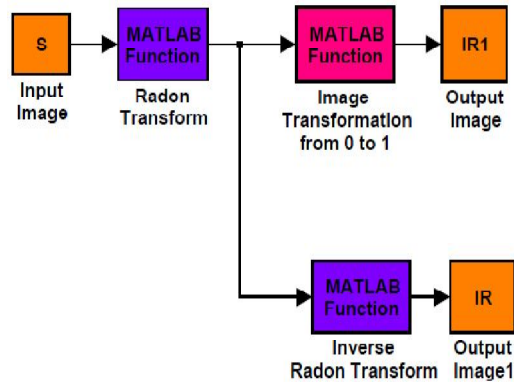 S
Input
Image
MATLAB
Function
Radon
Transform
MATLAB
Function
Image
Transformation
from 0 to 1
IR1
Output
Image
MATLAB
Function
Inverse
Radon Transform
IR
Output
Image1